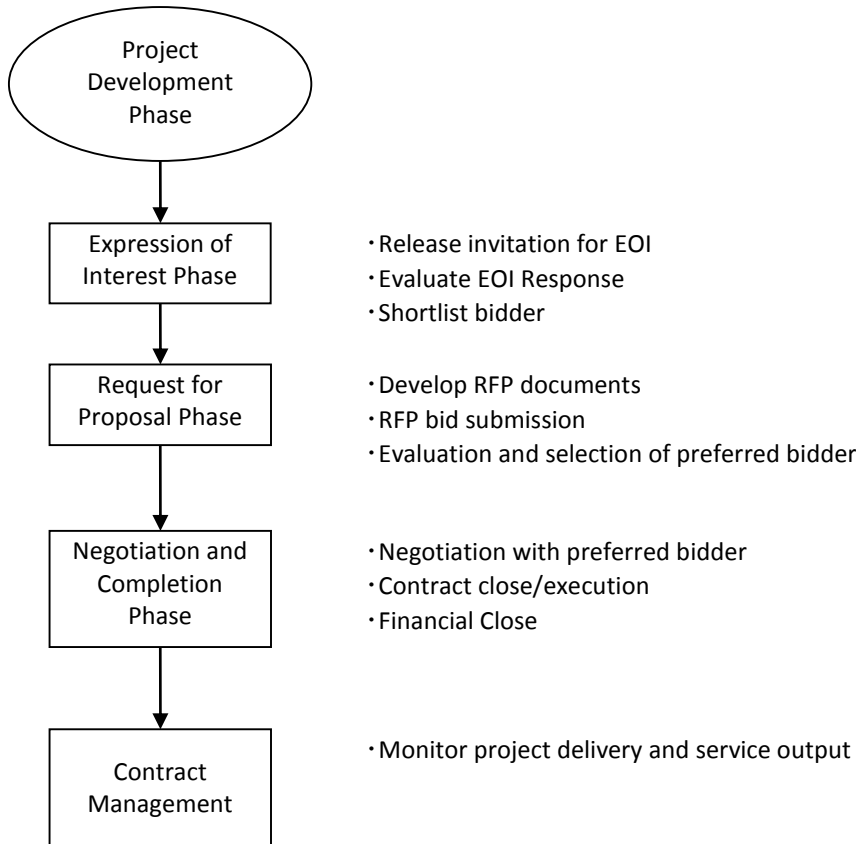 Project
Development
Phase
Expression of
Interest Phase
・Release invitation for EOI
・Evaluate EOI Response
・Shortlist bidder
Request for
Proposal Phase
・Develop RFP documents
・RFP bid submission
・Evaluation and selection of preferred bidder
Negotiation and
Completion
Phase
・Negotiation with preferred bidder
・Contract close/execution
・Financial Close
Contract
Management
・Monitor project delivery and service output